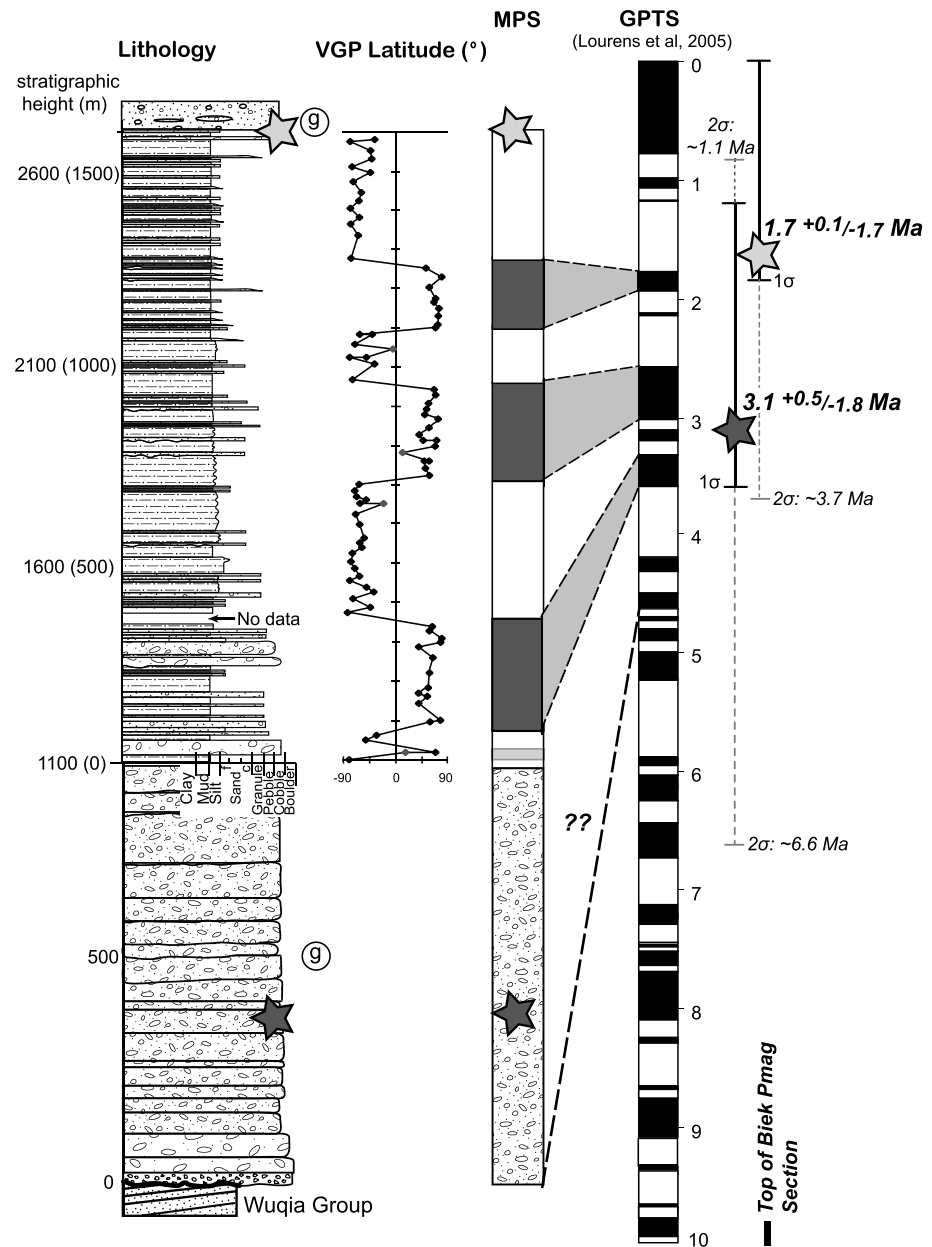 MPS
GPTS
(Lourens et al, 2005)
Lithology
VGP Latitude (°)
stratigraphic
height (m)
g
2600 (1500)
2100 (1000)
1600 (500)
No data
1100 (0)
Clay
Mud
Silt
f
Sand
c
Granule
Pebble
Cobble
Boulder
-90
0
90
500
g
0
Wuqia Group
??
0
1
2
3
4
5
6
7
8
9
10
2σ:
~1.1 Ma
1.7 +0.1/-1.7 Ma
1σ
3.1 +0.5/-1.8 Ma
1σ
2σ: ~3.7 Ma
2σ: ~6.6 Ma
Top of Biek Pmag
Section